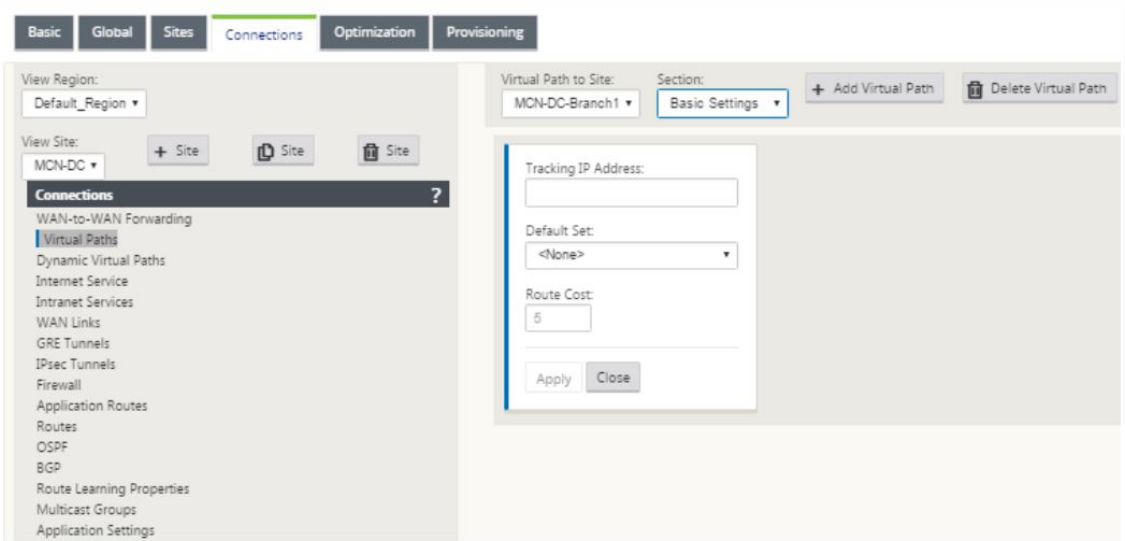 Basic Global Sites Connections Optimization Provisioning
View Region:
Default_Region
View Site:
MCN-DC
+ Site Site Site
Connections ?
WAN-to-WAN Forwarding
Virtual Paths
Dynamic Virtual Paths
Internet Service
Intranet Services
WAN Links
GRE Tunnels
IPsec Tunnels
Firewall
Application Routes
Routes
OSPF
BGP
Route Learning Properties
Multicast Groups
Application Settings
Virtual Path to Site: Section:
MCN-DC-Branch1 Basic Settings + Add Virtual Path Delete Virtual Path
Tracking IP Address:
Default Set:
<None>
Route Cost:
5
Apply Close